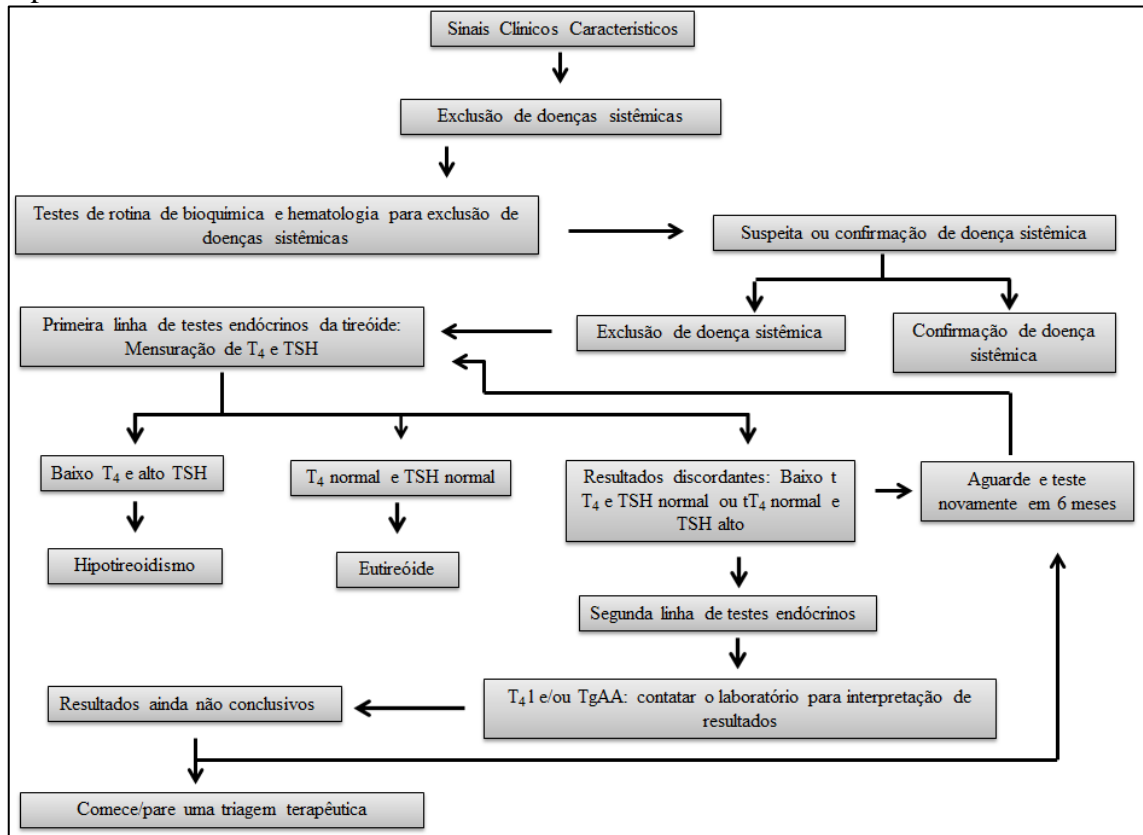 Sinais Clínicos Característicos
Exclusão de doenças sistêmicas
Testes de rotina de bioquimica e hematologia para exclusão de
doenças sistêmicas
Suspeita ou confirmação de doença sistêmica
Primeira linha de testes endócrinos da tireóide:
Mensuração de T₄ e TSH
Exclusão de doença sistêmica
Confirmação de doença
sistêmica
Baixo T₄ e alto TSH
T₄ normal e TSH normal
Resultados discordantes: Baixo t
T₄ e TSH normal ou tT₄ normal e
TSH alto
Aguarde e teste
novamente em 6 meses
Hipotireoidismo
Eutireóide
Segunda linha de testes endócrinos
Resultados ainda não conclusivos
T₄l e/ou TgAA: contatar o laboratório para interpretação de
resultados
Comece/pare uma triagem terapêutica